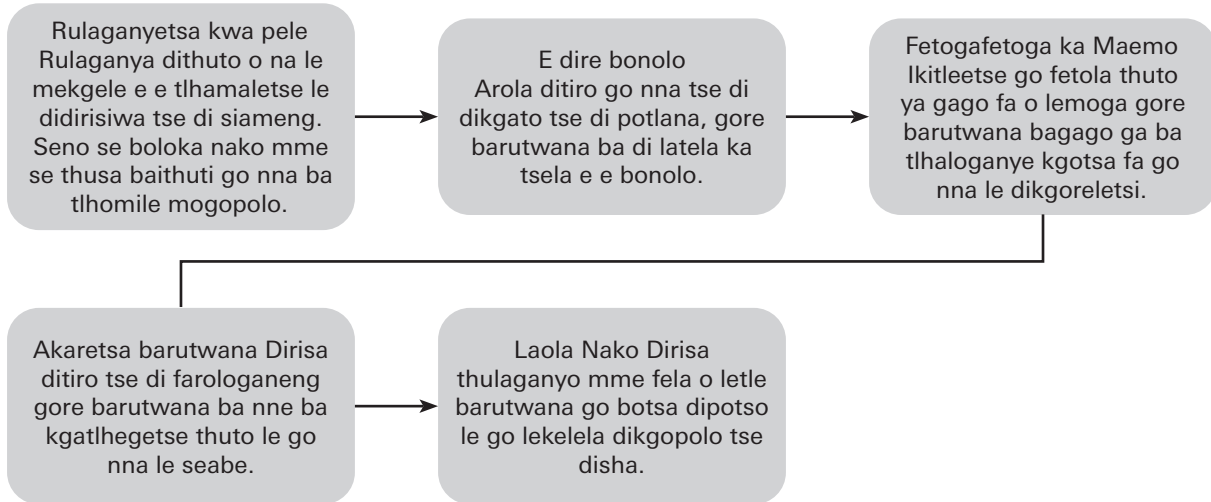 Rulaganyetsa kwa pele
Rulaganya dithuto o na le
mekgele e e tlhamaletse le
didirisiwa tse di siameng.
Seno se boloka nako mme
se thusa baithuti go nna ba
tlhomile mogopolo.
E dire bonolo
Arola ditiro go nna tse di
dikgato tse di potlana, gore
barutwana ba di latela ka
tsela e e bonolo.
Fetogafetoga ka Maemo
Ikitleetse go fetola thuto
ya gago fa o lemoga gore
barutwana bagago ga ba
tlhaloganye kgotsa fa go
nna le dikgoreletsi.
Akaretsa barutwana Dirisa
ditiro tse di farologaneng
gore barutwana ba nne ba
kgatlhegetse thuto le go
nna le seabe.
Laola Nako Dirisa
thulaganyo mme fela o letle
barutwana go botsa dipotso
le go lekelela dikgopolo tse
disha.